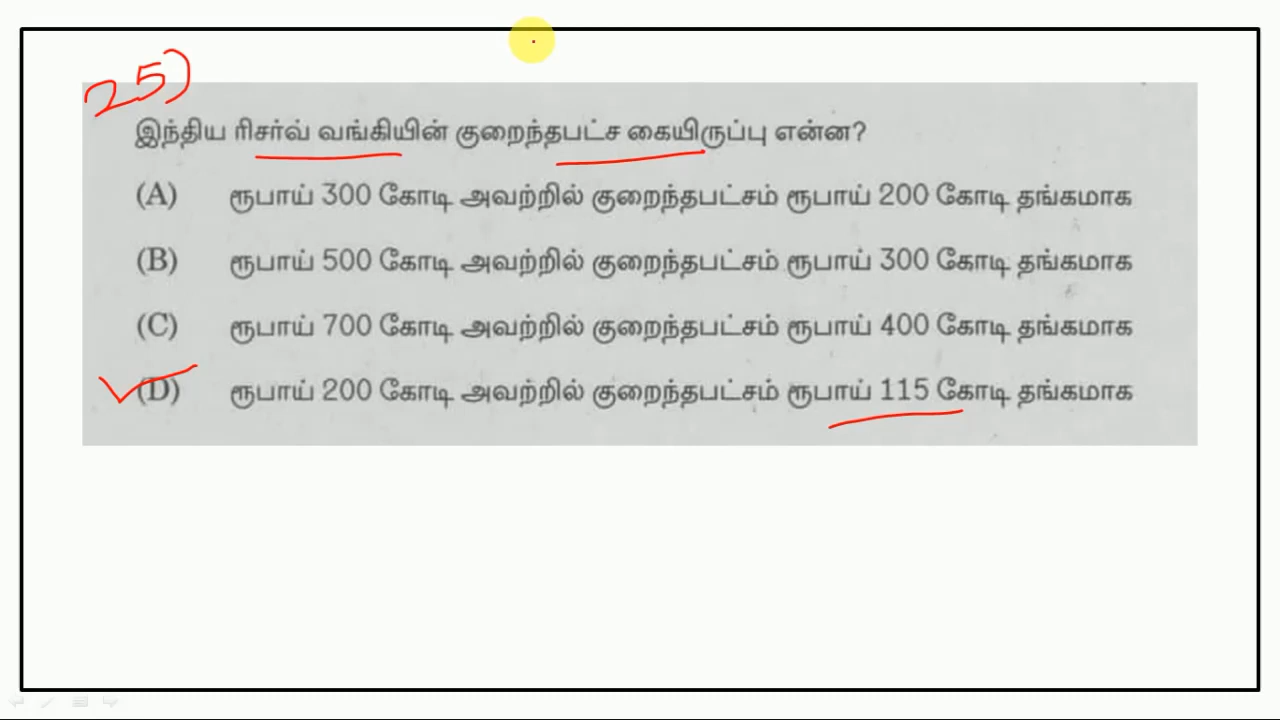 25)
இந்திய ரிசர்வ் வங்கியின் குறைந்தபட்ச கையிருப்பு என்ன?
(A) ரூபாய் 300 கோடி அவற்றில் குறைந்தபட்சம் ரூபாய் 200 கோடி தங்கமாக
(B) ரூபாய் 500 கோடி அவற்றில் குறைந்தபட்சம் ரூபாய் 300 கோடி தங்கமாக
(C) ரூபாய் 700 கோடி அவற்றில் குறைந்தபட்சம் ரூபாய் 400 கோடி தங்கமாக
(D) ரூபாய் 200 கோடி அவற்றில் குறைந்தபட்சம் ரூபாய் 115 கோடி தங்கமாக